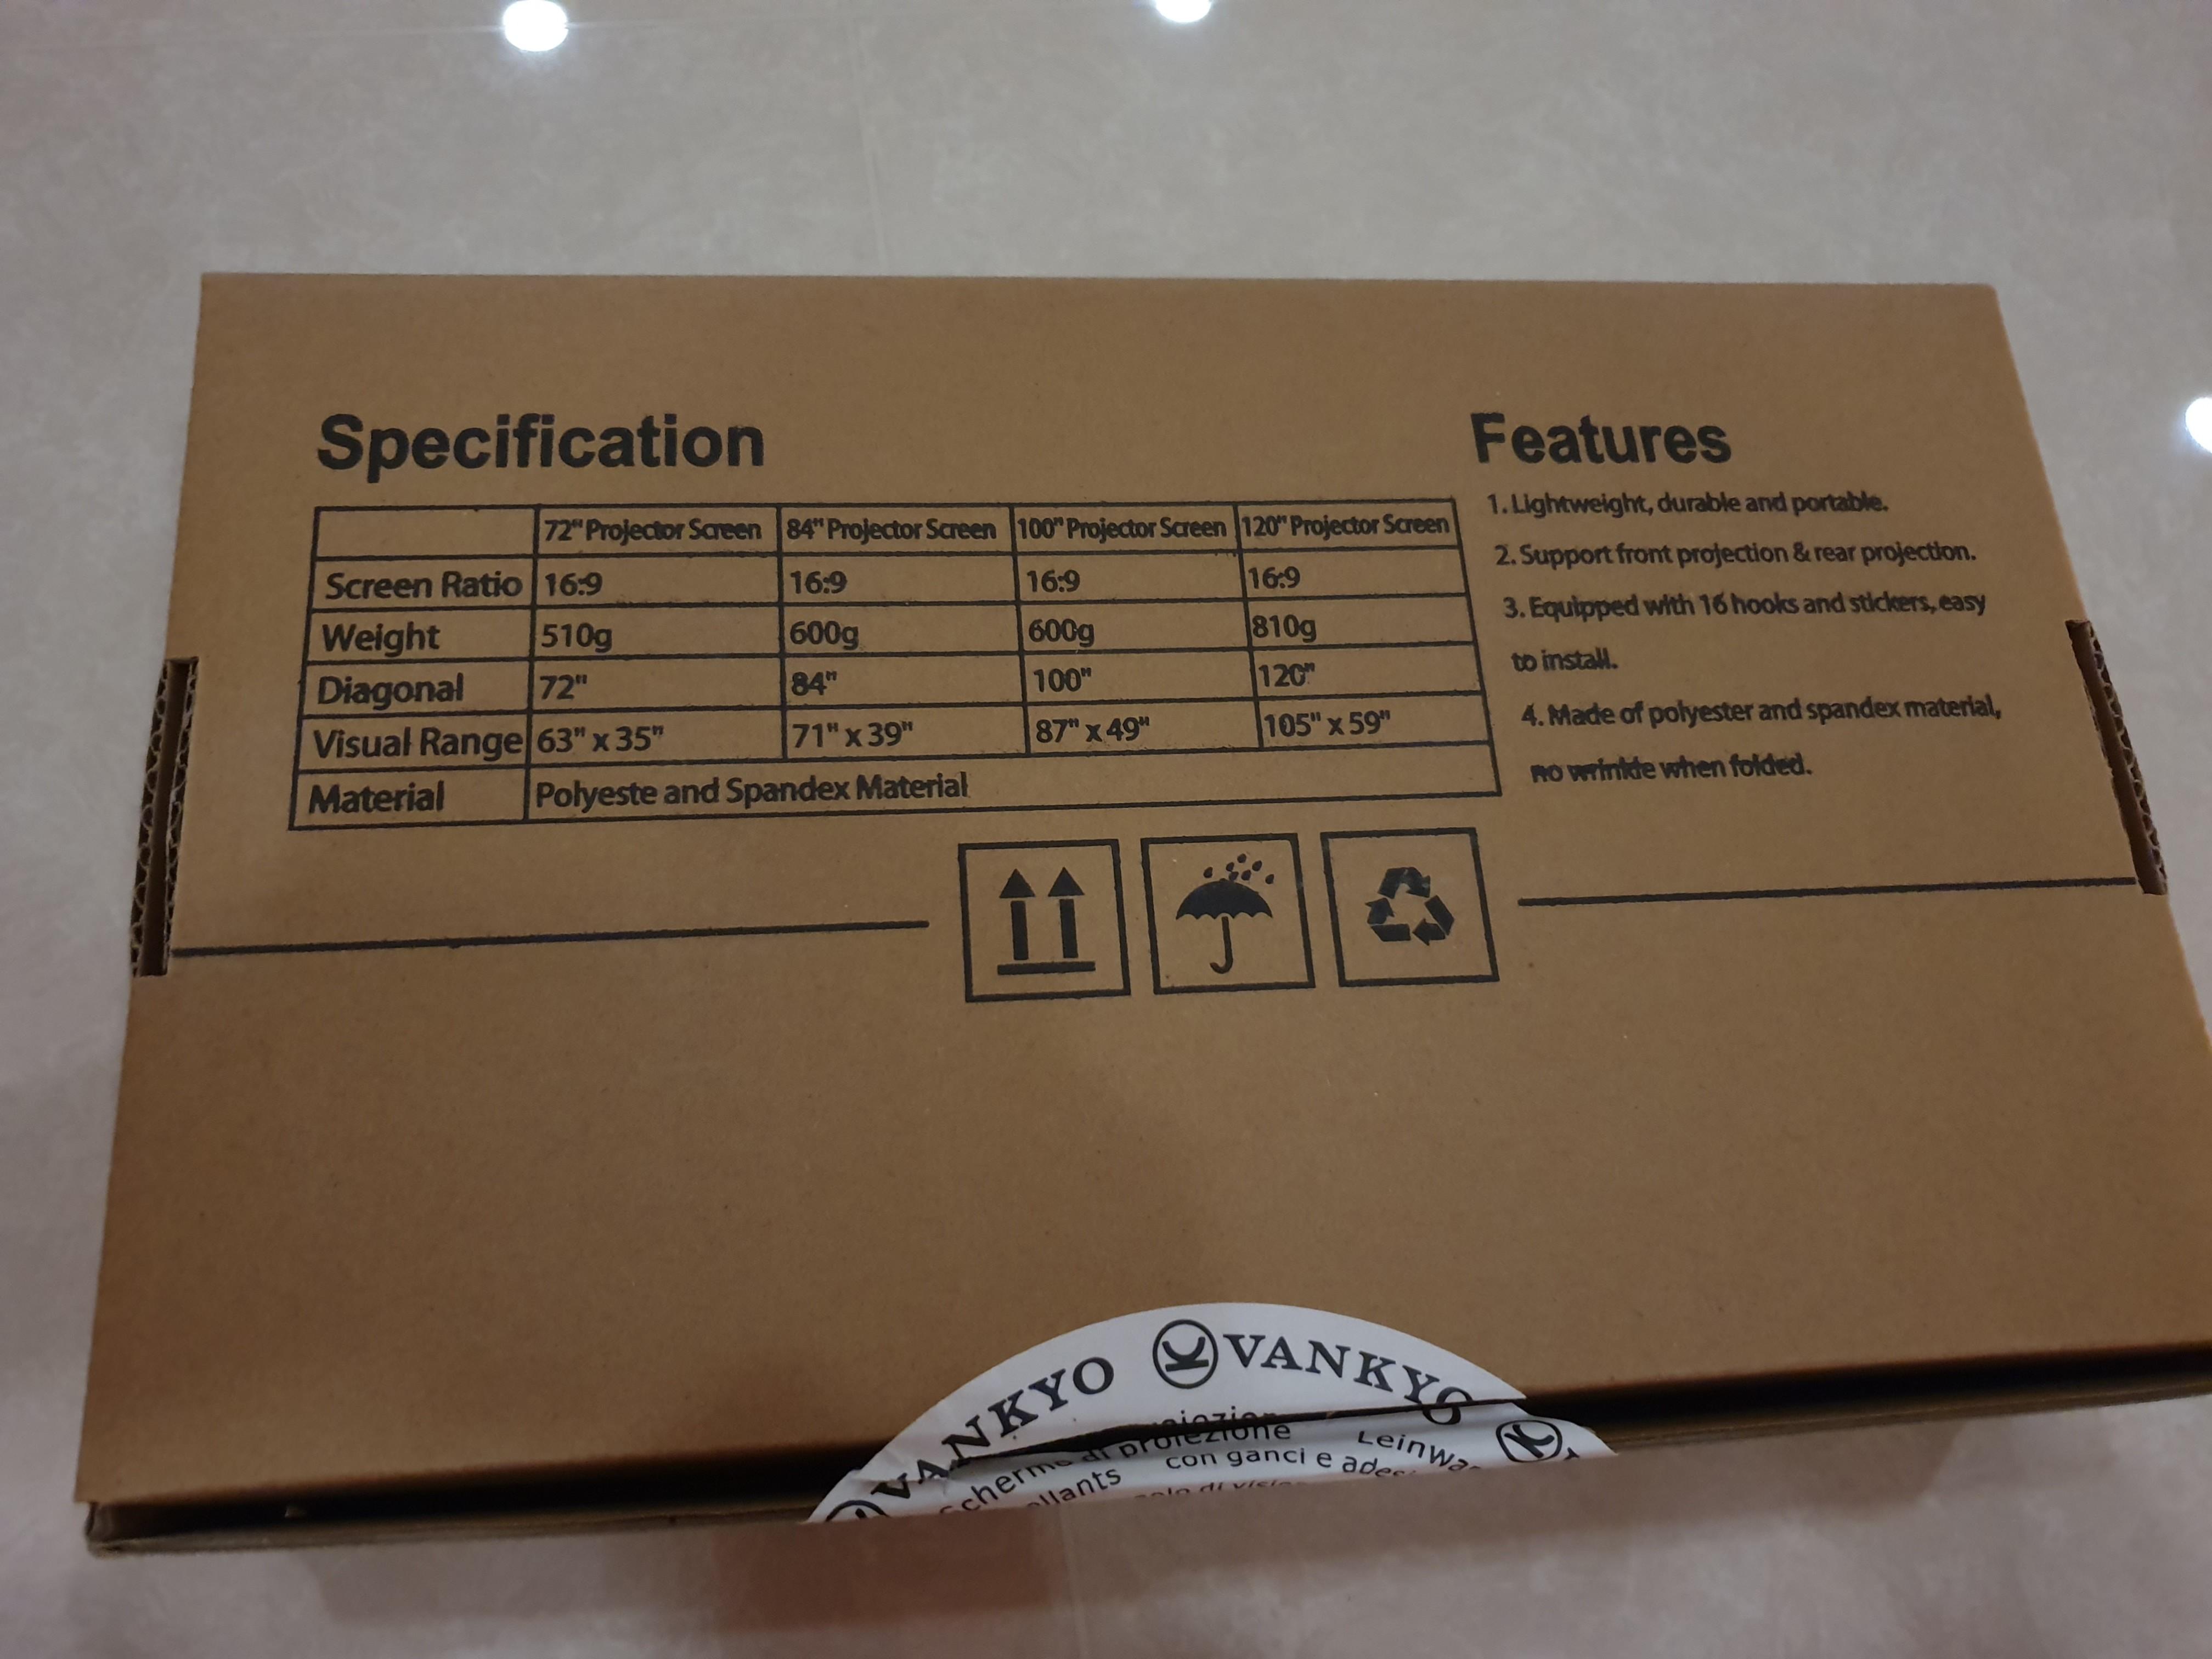 Specification
72" Projector Screen 84" Projector Screen 100" Projector Screen 120" Projector Screen
Screen Ratio 16:9 16:9 16:9 16:9
Weight 510g 600g 600g 810g
Diagonal 72" 84" 100" 120"
Visual Range 63" x 35" 71" x 39" 87" x 49" 105" x 59"
Material Polyeste and Spandex Material
Features
1. Lightweight, durable and portable.
2. Support front projection & rear projection.
3. Equipped with 16 hooks and stickers, easy
to install.
4. Made of polyester and spandex material,
no wrinkle when folded.
VANKYO VANKYO
di proiezione
con ganci e